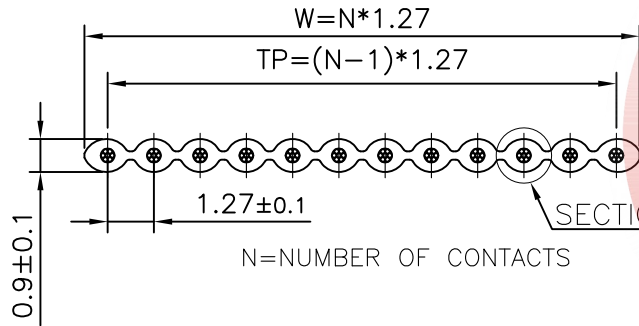 W=N*1.27
TP=(N-1)*1.27
1.27±0.1
0.9±0.1
N=NUMBER OF CONTACTS